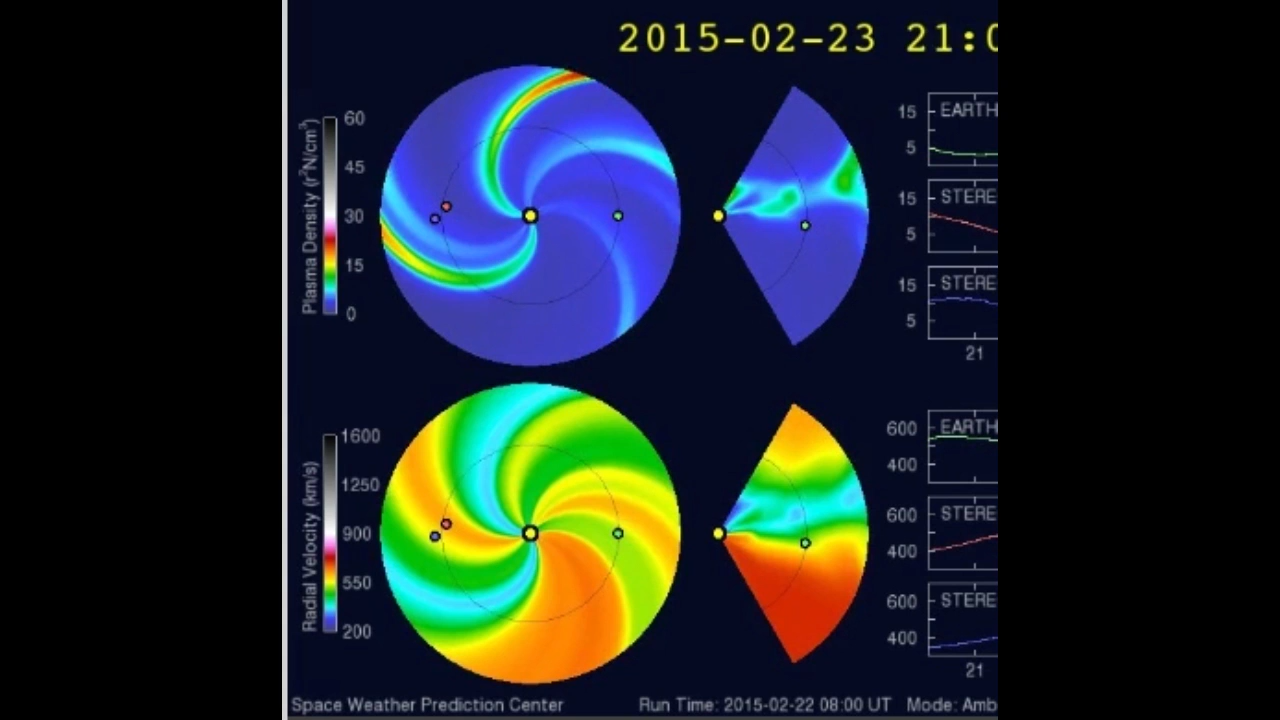 2015-02-23 21:0
Plasma Density (r²N/cm³)
60
45
30
15
0
15
EARTH
5
15
STERE
5
15
STERE
5
21
Radial Velocity (km/s)
1600
1250
900
550
200
600
EARTH
400
600
STERE
400
600
STERE
400
21
Space Weather Prediction Center
Run Time: 2015-02-22 08:00 UT Mode: Amb